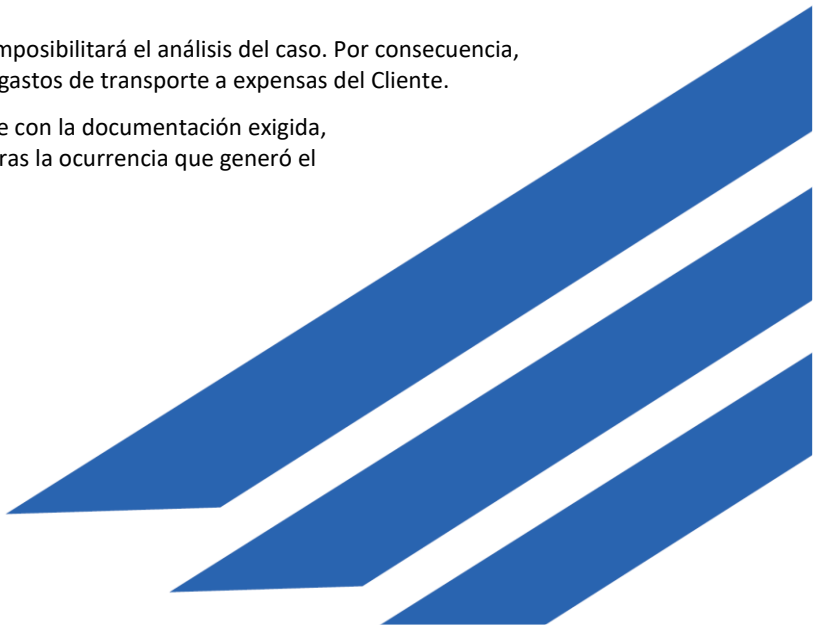 imposibilitará el análisis del caso. Por consecuencia,
gastos de transporte a expensas del Cliente.
e con la documentación exigida,
ras la ocurrencia que generó el